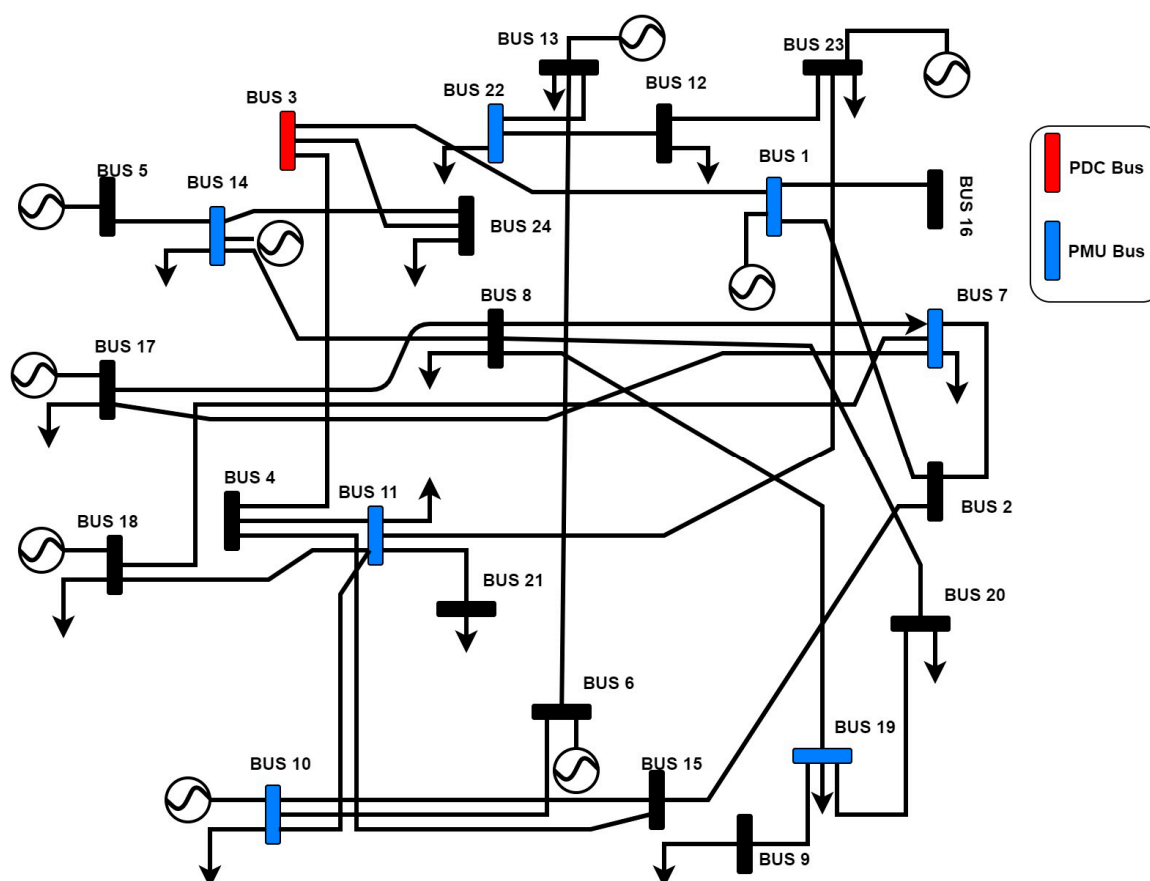 BUS 13
BUS 23
BUS 12
BUS 22
BUS 3
BUS 1
PDC Bus
BUS 5
BUS 14
BUS 16
BUS 24
PMU Bus
BUS 8
BUS 7
BUS 17
BUS 4
BUS 11
BUS 2
BUS 18
BUS 21
BUS 20
BUS 6
BUS 19
BUS 10
BUS 15
BUS 9